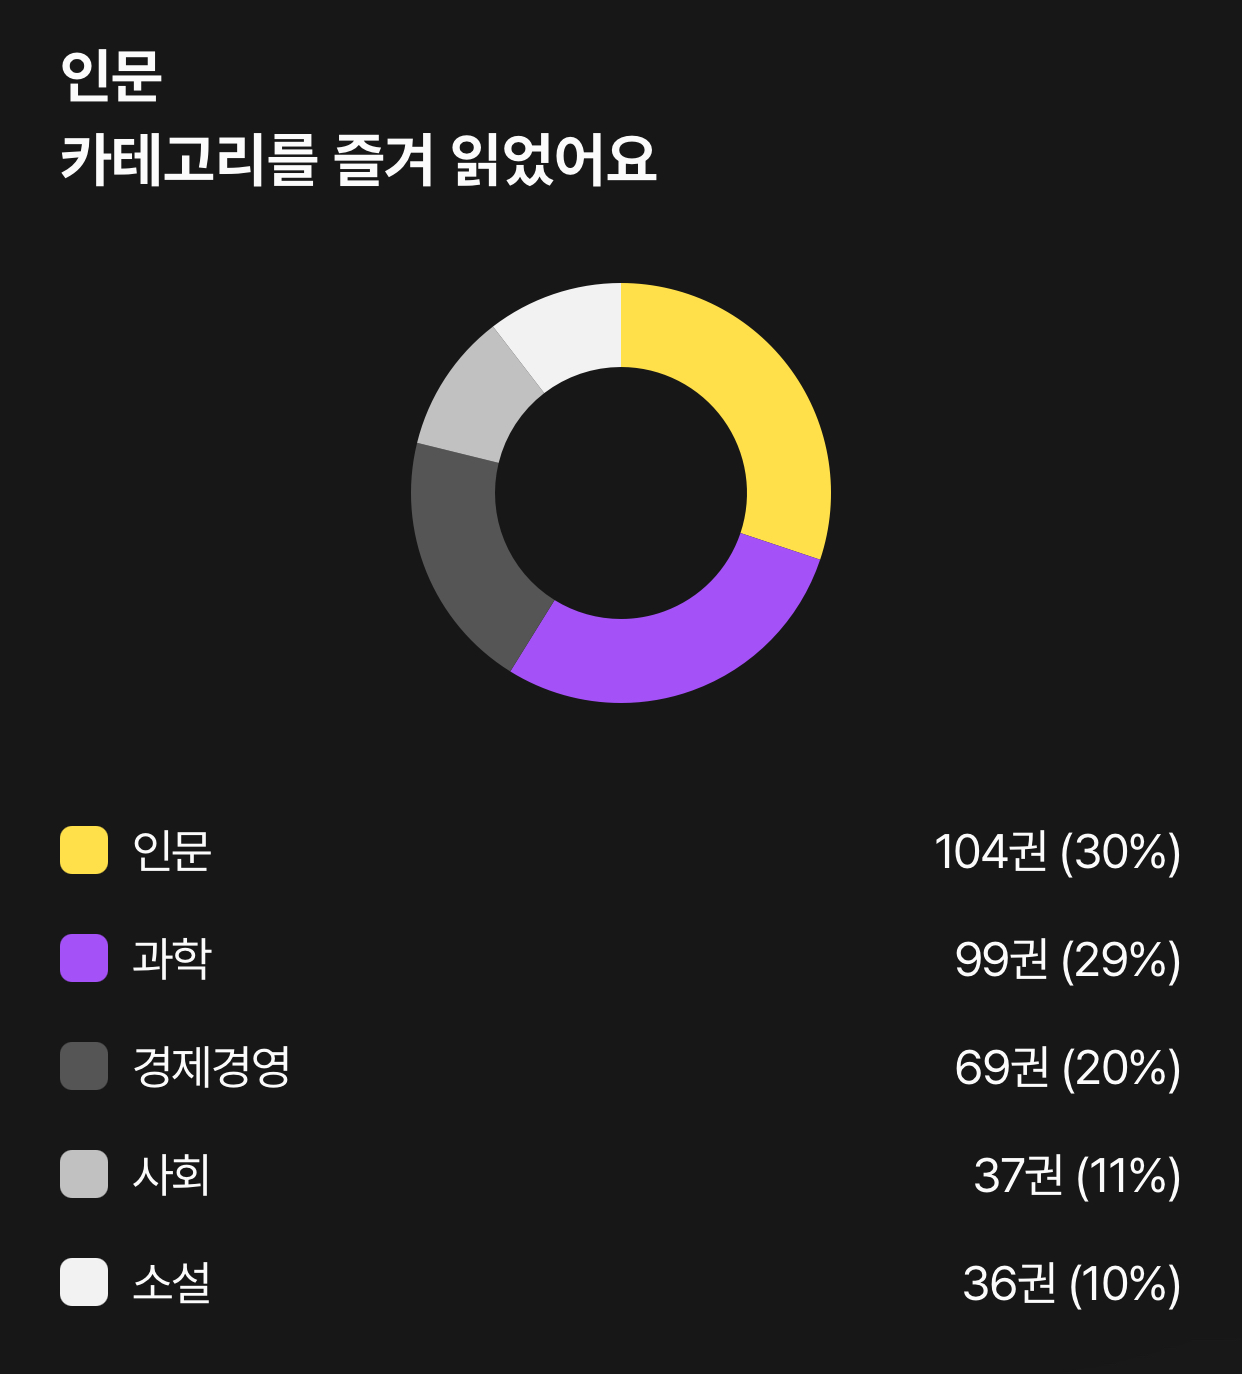 인문
카테고리를 즐겨 읽었어요
인문 104권 (30%)
과학 99권 (29%)
경제경영 69권 (20%)
사회 37권 (11%)
소설 36권 (10%)